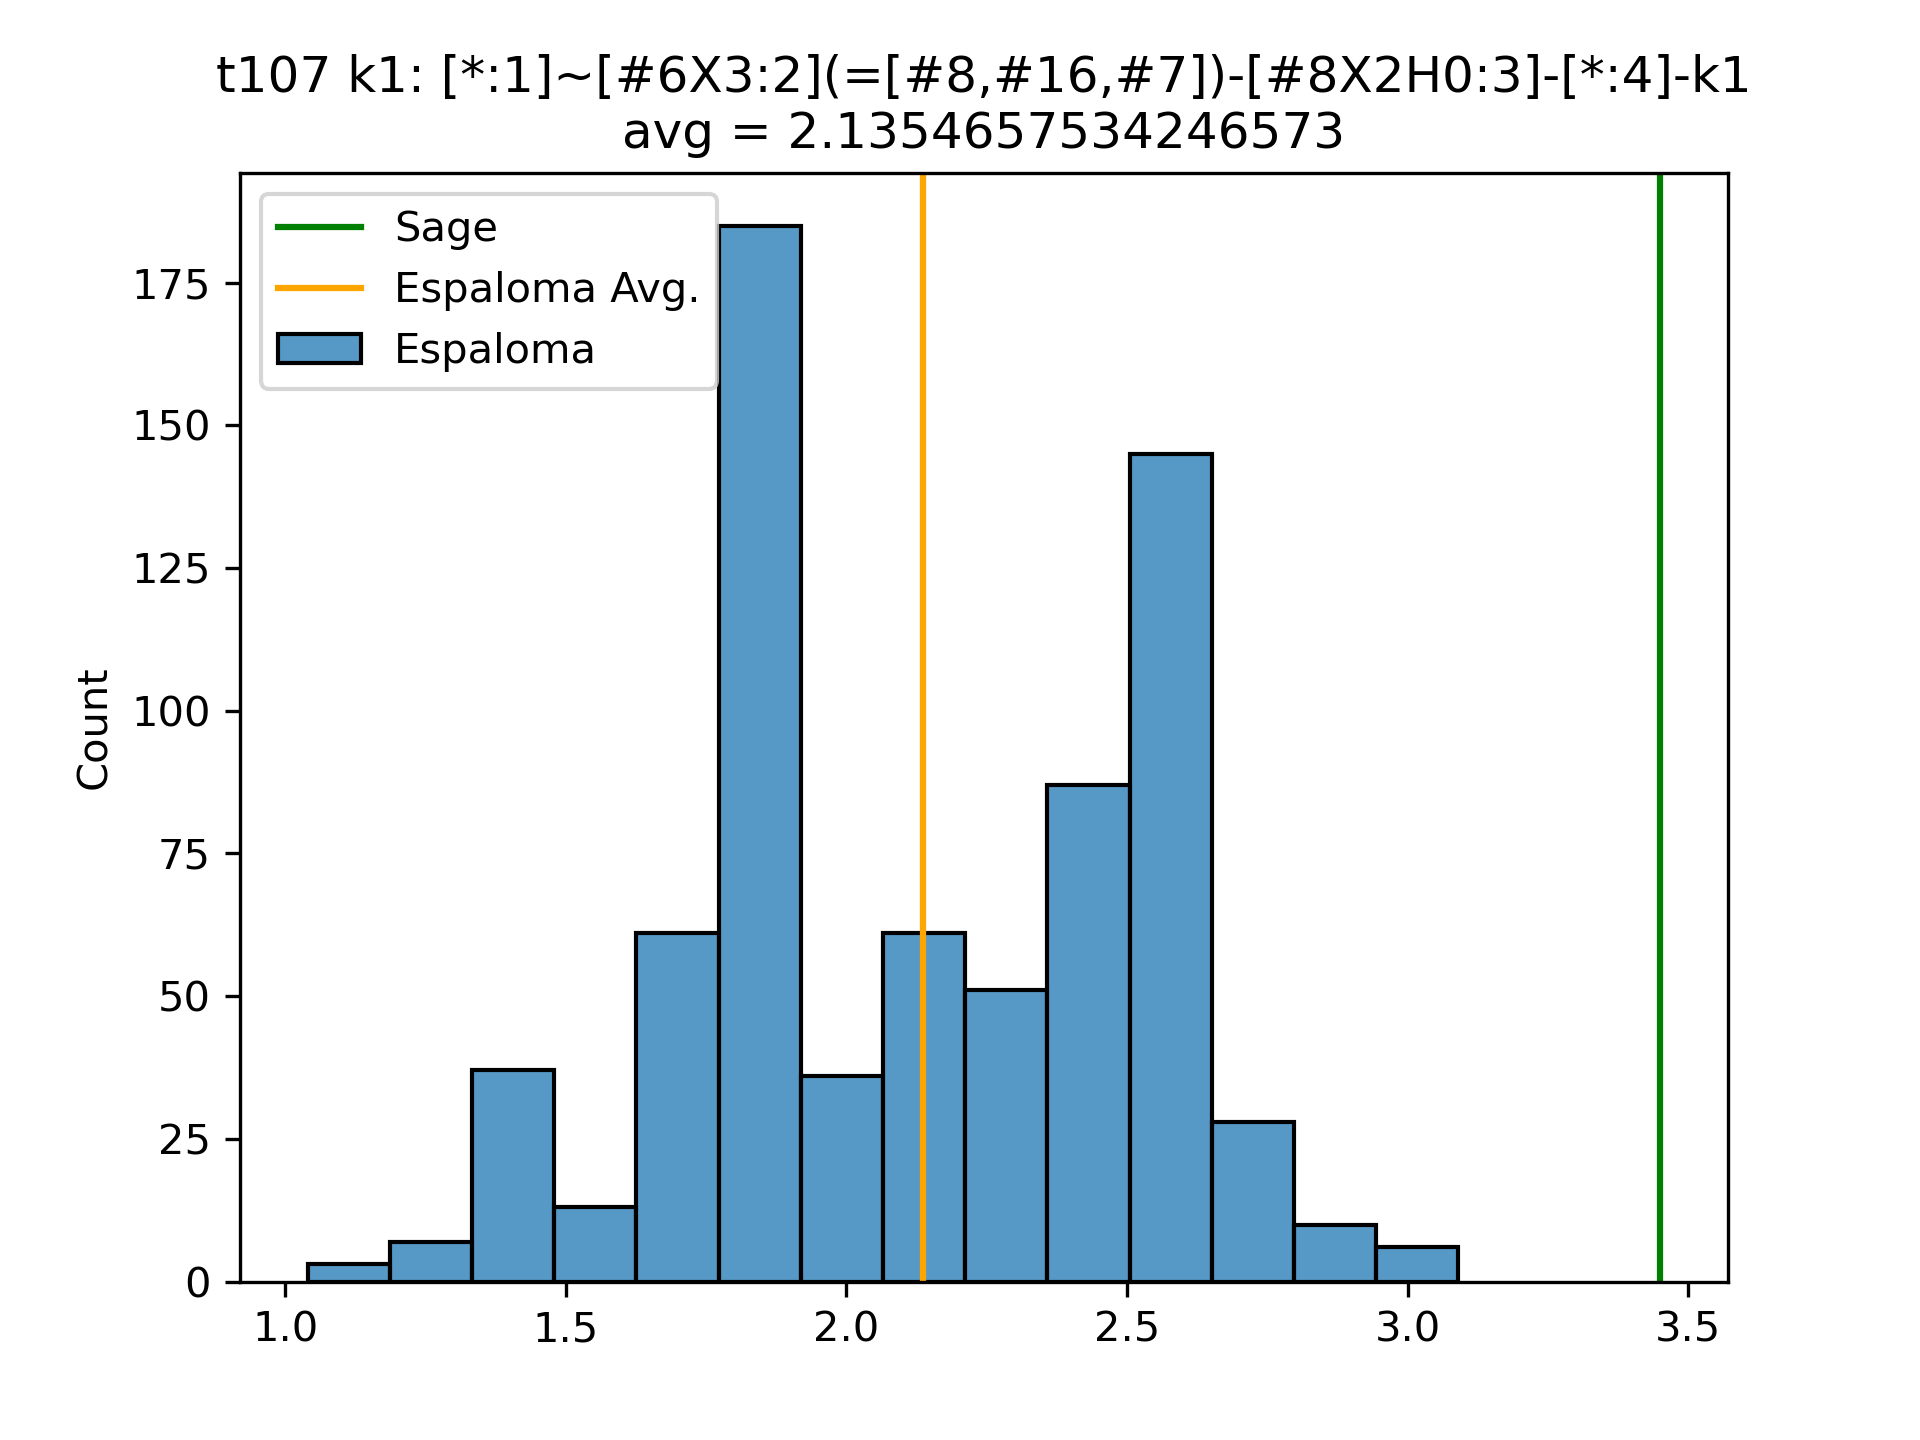 t107 k1: [*:1]~[#6X3:2](=[#8,#16,#7])-[#8X2H0:3]-[*:4]-k1
avg = 2.1354657534246573
Sage
Espaloma Avg.
Espaloma
Count
175
150
125
100
75
50
25
0
1.0 1.5 2.0 2.5 3.0 3.5